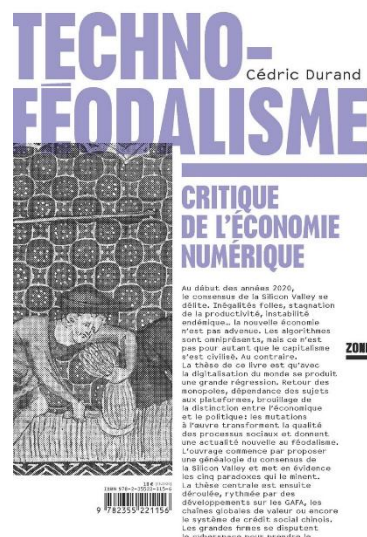 TECHNO-
Cédric Durand
FÉODALISME
CRITIQUE
DE L'ÉCONOMIE
NUMÉRIQUE
Au début des années 2020,
le consensus de la Silicon Valley se
délite. Inégalités folles, stagnation
de la productivité, instabilité
endémique… la nouvelle économie
n'est pas advenue. Les algorithmes
sont omniprésents, mais ce n'est
pas pour autant que le capitalisme
s'est civilisé. Au contraire.
La thèse de ce livre est qu'avec
la digitalisation du monde se produit
une grande régression. Retour des
monopoles, dépendance des sujets
aux plateformes, brouillage de
la distinction entre l'économique
et le politique : les mutations
à l'œuvre transforment la qualité
des processus sociaux et donnent
une actualité nouvelle au féodalisme.
L'ouvrage commence par proposer
une généalogie du consensus de
la Silicon Valley et met en évidence
les cinq paradoxes qui le minent.
La thèse centrale est ensuite
déroulée, rythmée par des
développements sur les GAFA, les
chaînes globales de valeur ou encore
le système de crédit social chinois.
Les grandes firmes se disputent
le cyberespace pour prendre le
ZONE
18 €
9 782355 221156